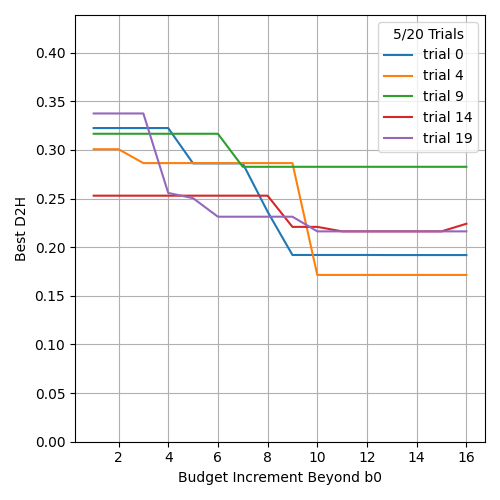 5/20 Trials
trial 0
trial 4
trial 9
trial 14
trial 19
0.40
0.35
0.30
0.25
0.20
0.15
0.10
0.05
0.00
Best D2H
2 4 6 8 10 12 14 16
Budget Increment Beyond b0